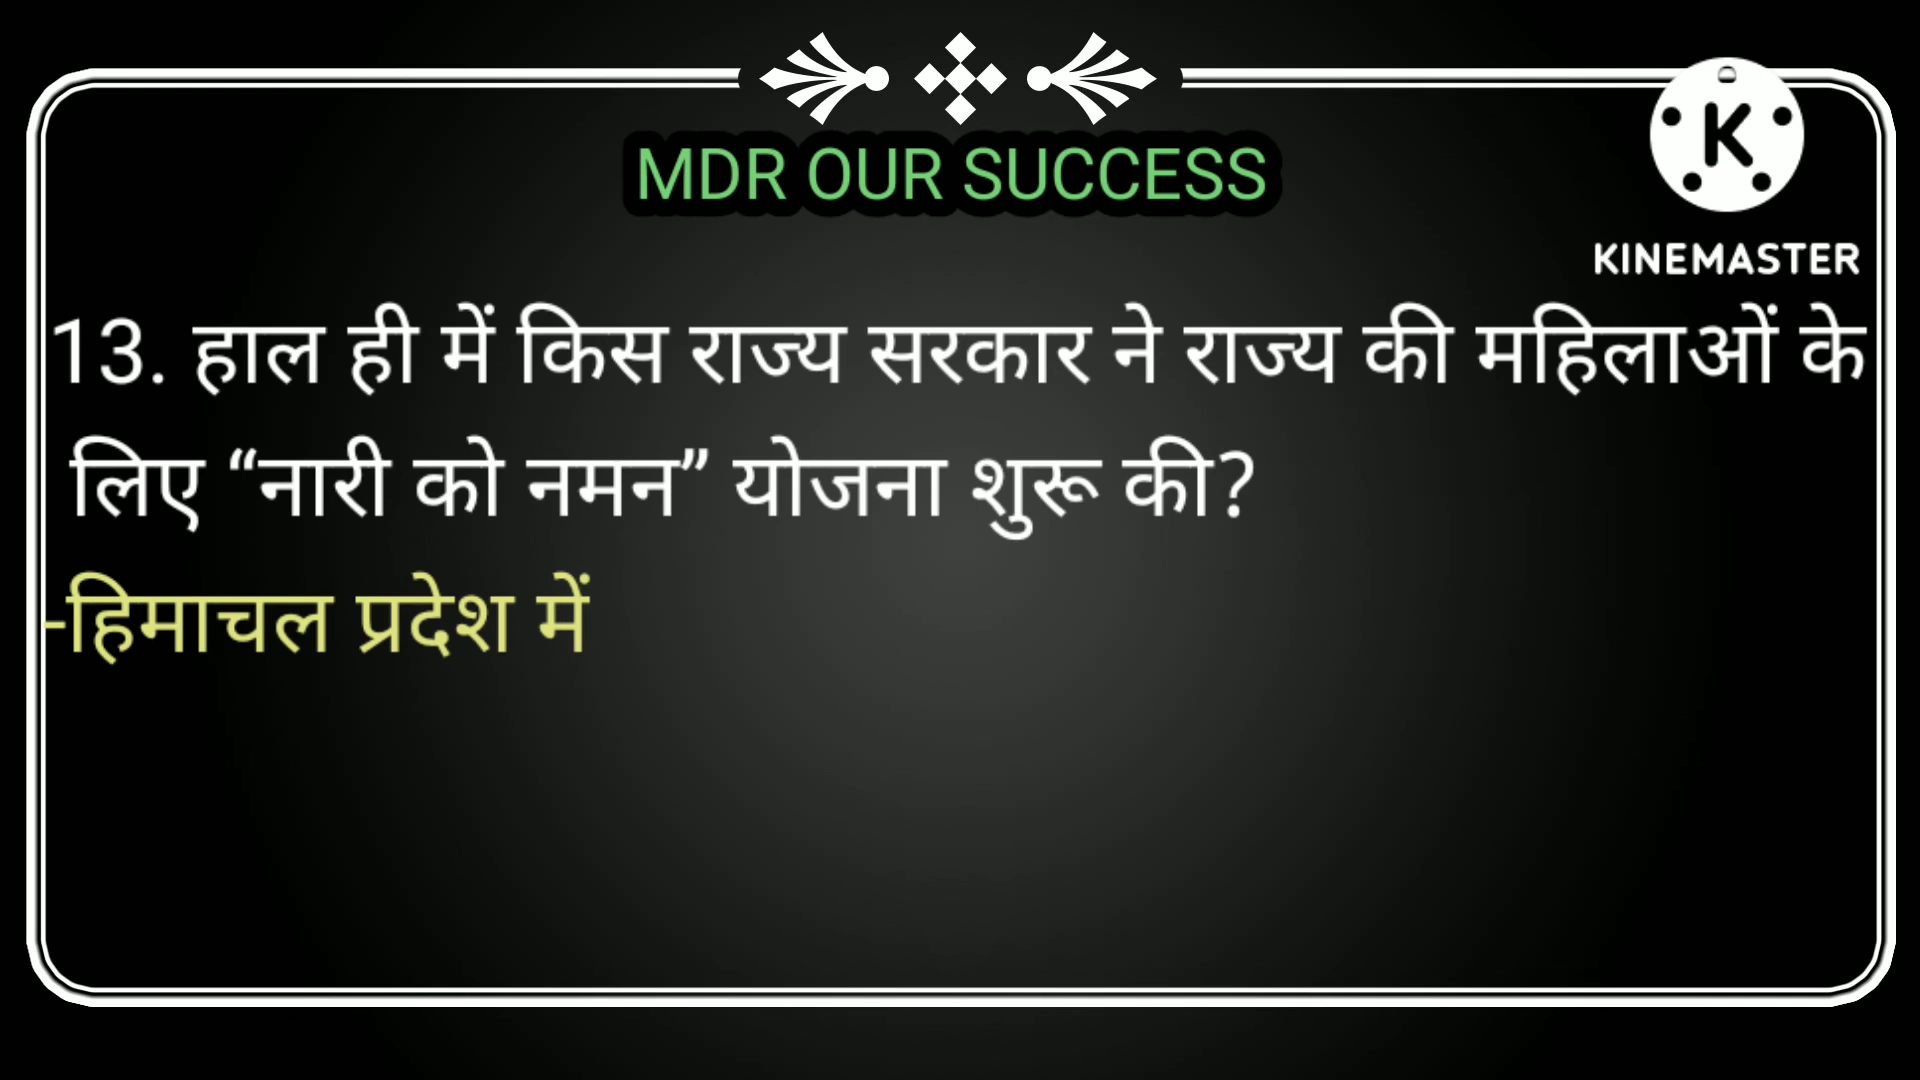 MDR OUR SUCCESS
K
KINEMASTER
13. हाल ही में किस राज्य सरकार ने राज्य की महिलाओं के
लिए “नारी को नमन” योजना शुरू की?
-हिमाचल प्रदेश में